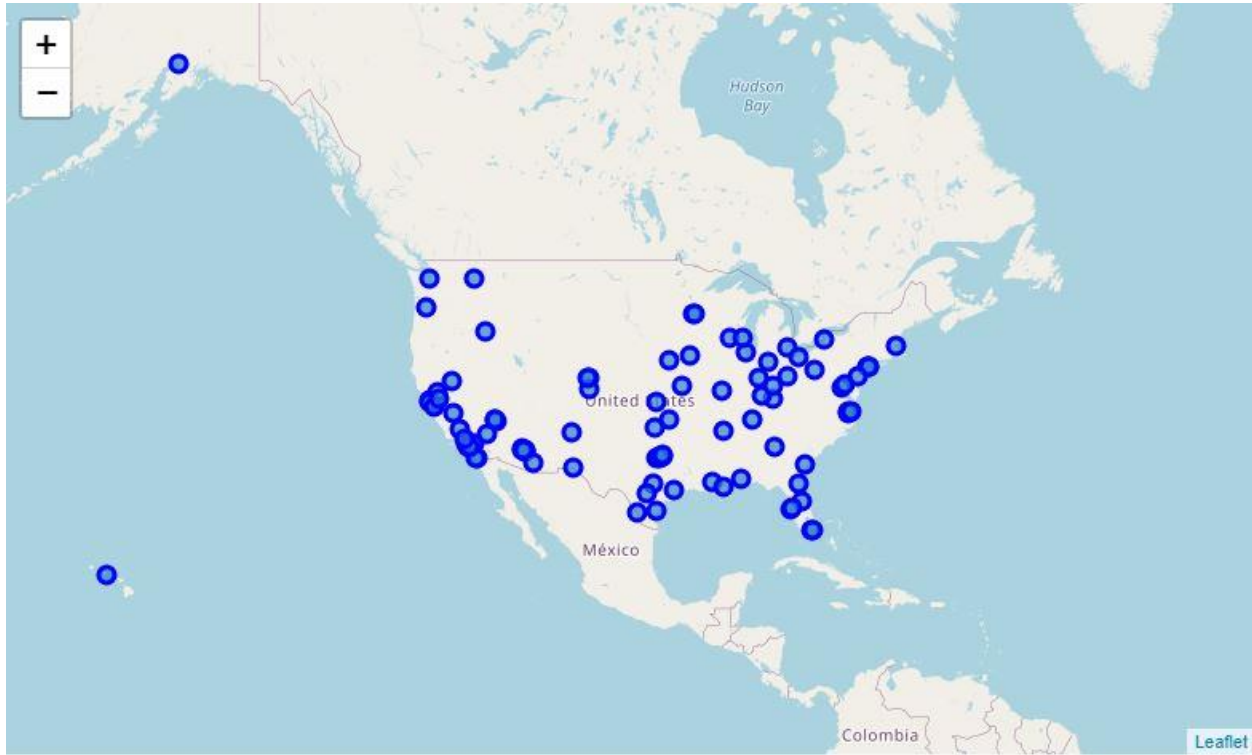 +
−
Hudson
Bay
United States
México
Colombia
Leaflet